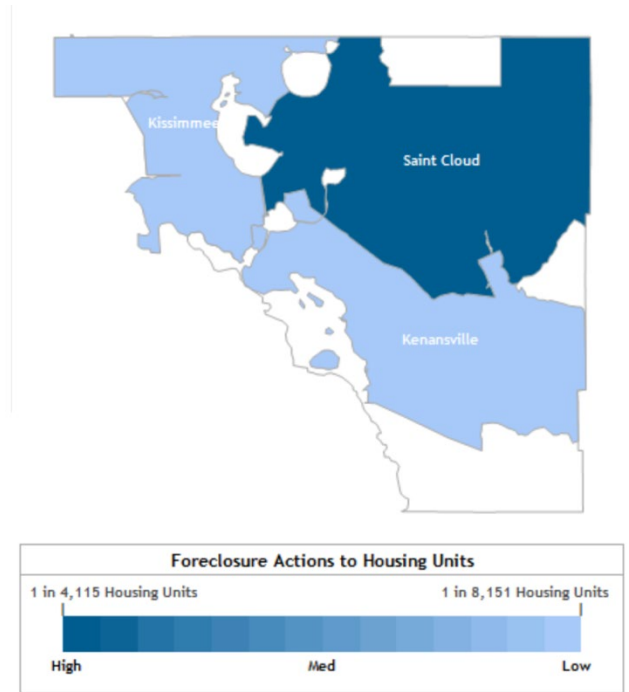 Kissimmee
Saint Cloud
Kenansville
Foreclosure Actions to Housing Units
1 in 4,115 Housing Units 1 in 8,151 Housing Units
High Med Low